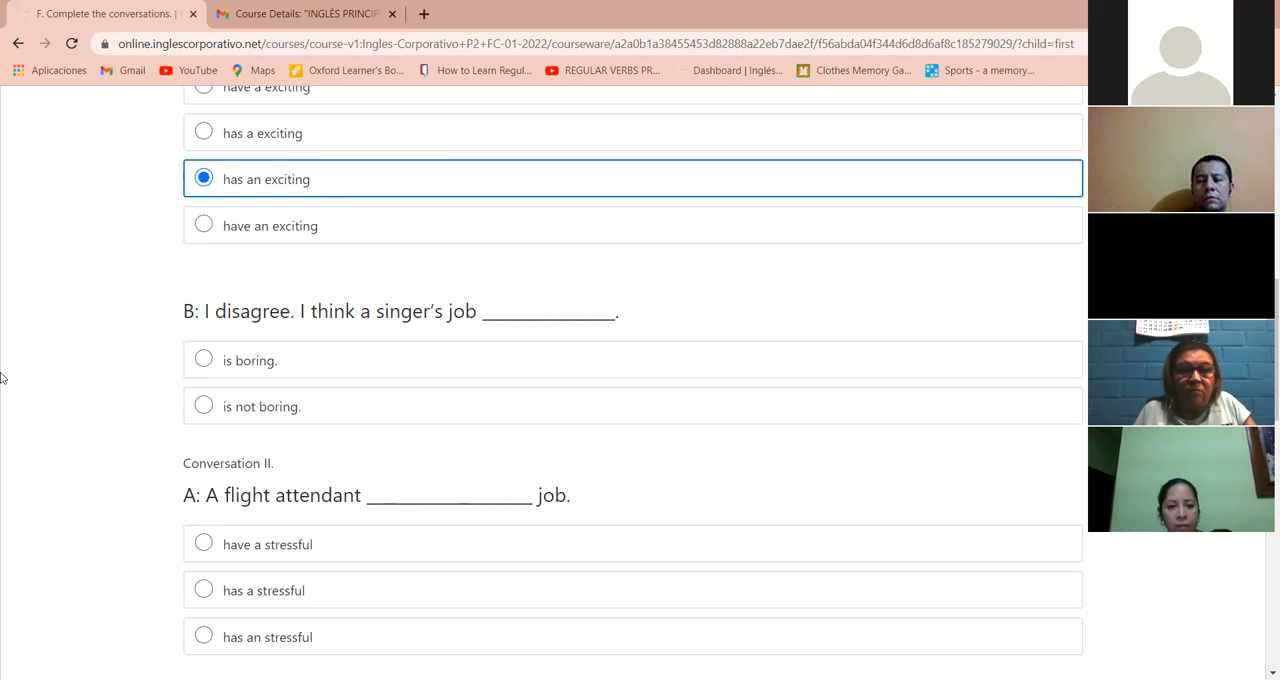 F. Complete the conversations. |
Course Details: "INGLÉS PRINCIP
online.inglescorporativo.net/courses/course-v1:Ingles-Corporativo+P2+FC-01-2022/courseware/a2a0b1a38455453d82888a22eb7dae2f/f56abda04f344d6d8d6af8c185279029/?child=first
Aplicaciones Gmail YouTube Maps Oxford Learner's Bo... How to Learn Regul... REGULAR VERBS PR... Dashboard | Inglés... Clothes Memory Ga... Sports - a memory...
have a exciting
has a exciting
has an exciting
have an exciting
B: I disagree. I think a singer's job ______________.
is boring.
is not boring.
Conversation II.
A: A flight attendant _________________ job.
have a stressful
has a stressful
has an stressful